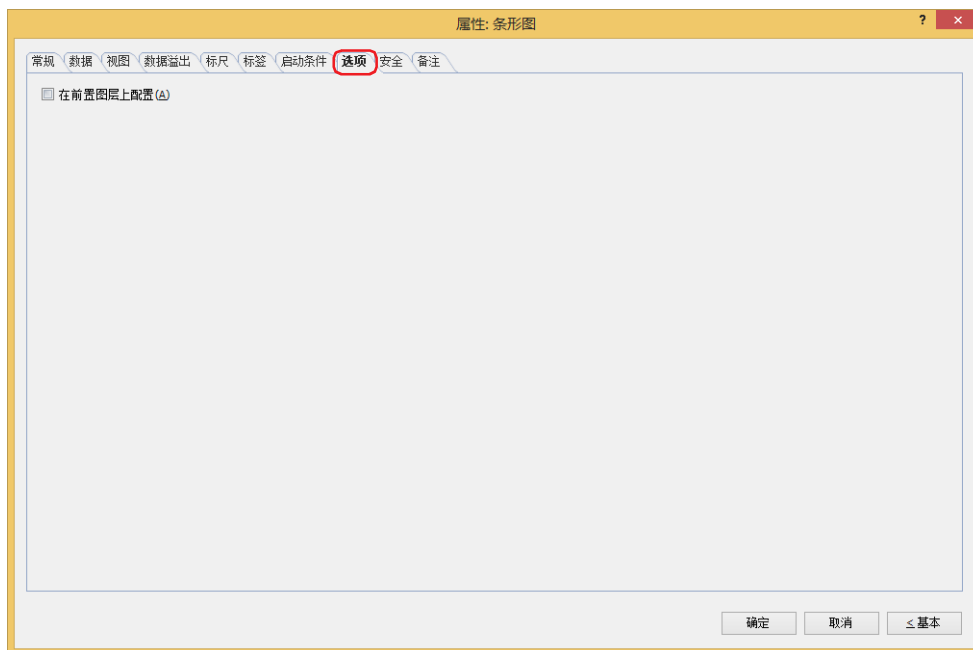 属性: 条形图 ? ×
常规 数据 视图 数据溢出 标尺 标签 启动条件 选项 安全 备注
在前置图层上配置(A)
确定 取消 ≤基本